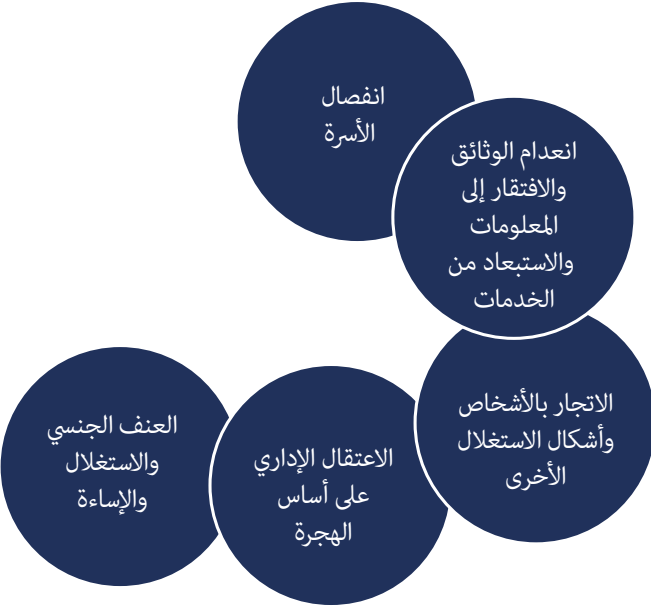 انفصال
الأسرة
انعدام الوثائق
والافتقار إلى
المعلومات
والاستبعاد من
الخدمات
الاتجار بالأشخاص
وأشكال الاستغلال
الأخرى
الاعتقال الإداري
على أساس
الهجرة
العنف الجنسي
والاستغلال
والإساءة